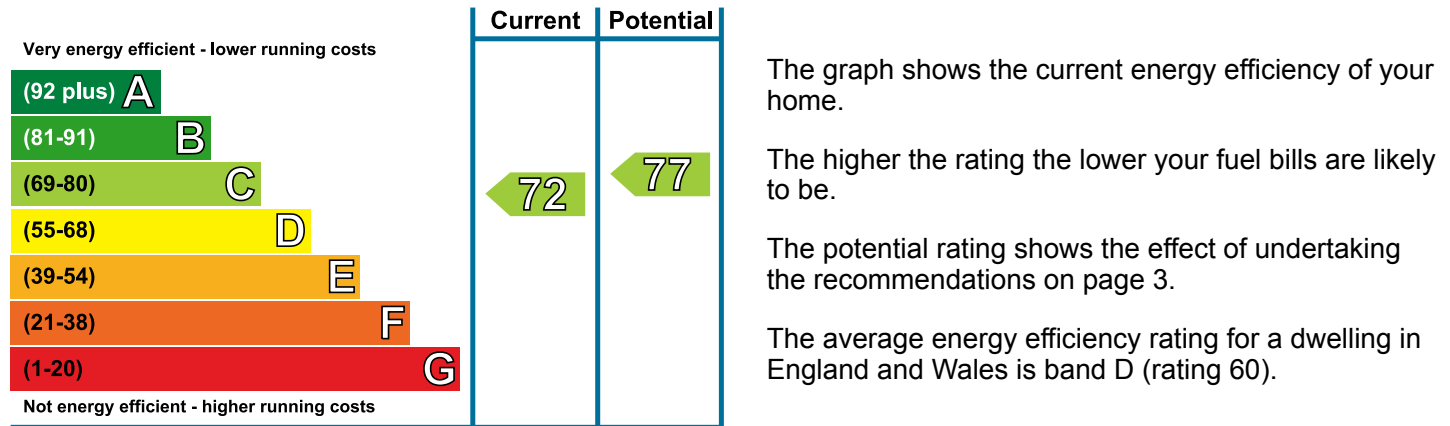 Current Potential
Very energy efficient - lower running costs
(92 plus) A
(81-91) B
(69-80) C
(55-68) D
(39-54) E
(21-38) F
(1-20) G
Not energy efficient - higher running costs
72
77
The graph shows the current energy efficiency of your
home.
The higher the rating the lower your fuel bills are likely
to be.
The potential rating shows the effect of undertaking
the recommendations on page 3.
The average energy efficiency rating for a dwelling in
England and Wales is band D (rating 60).